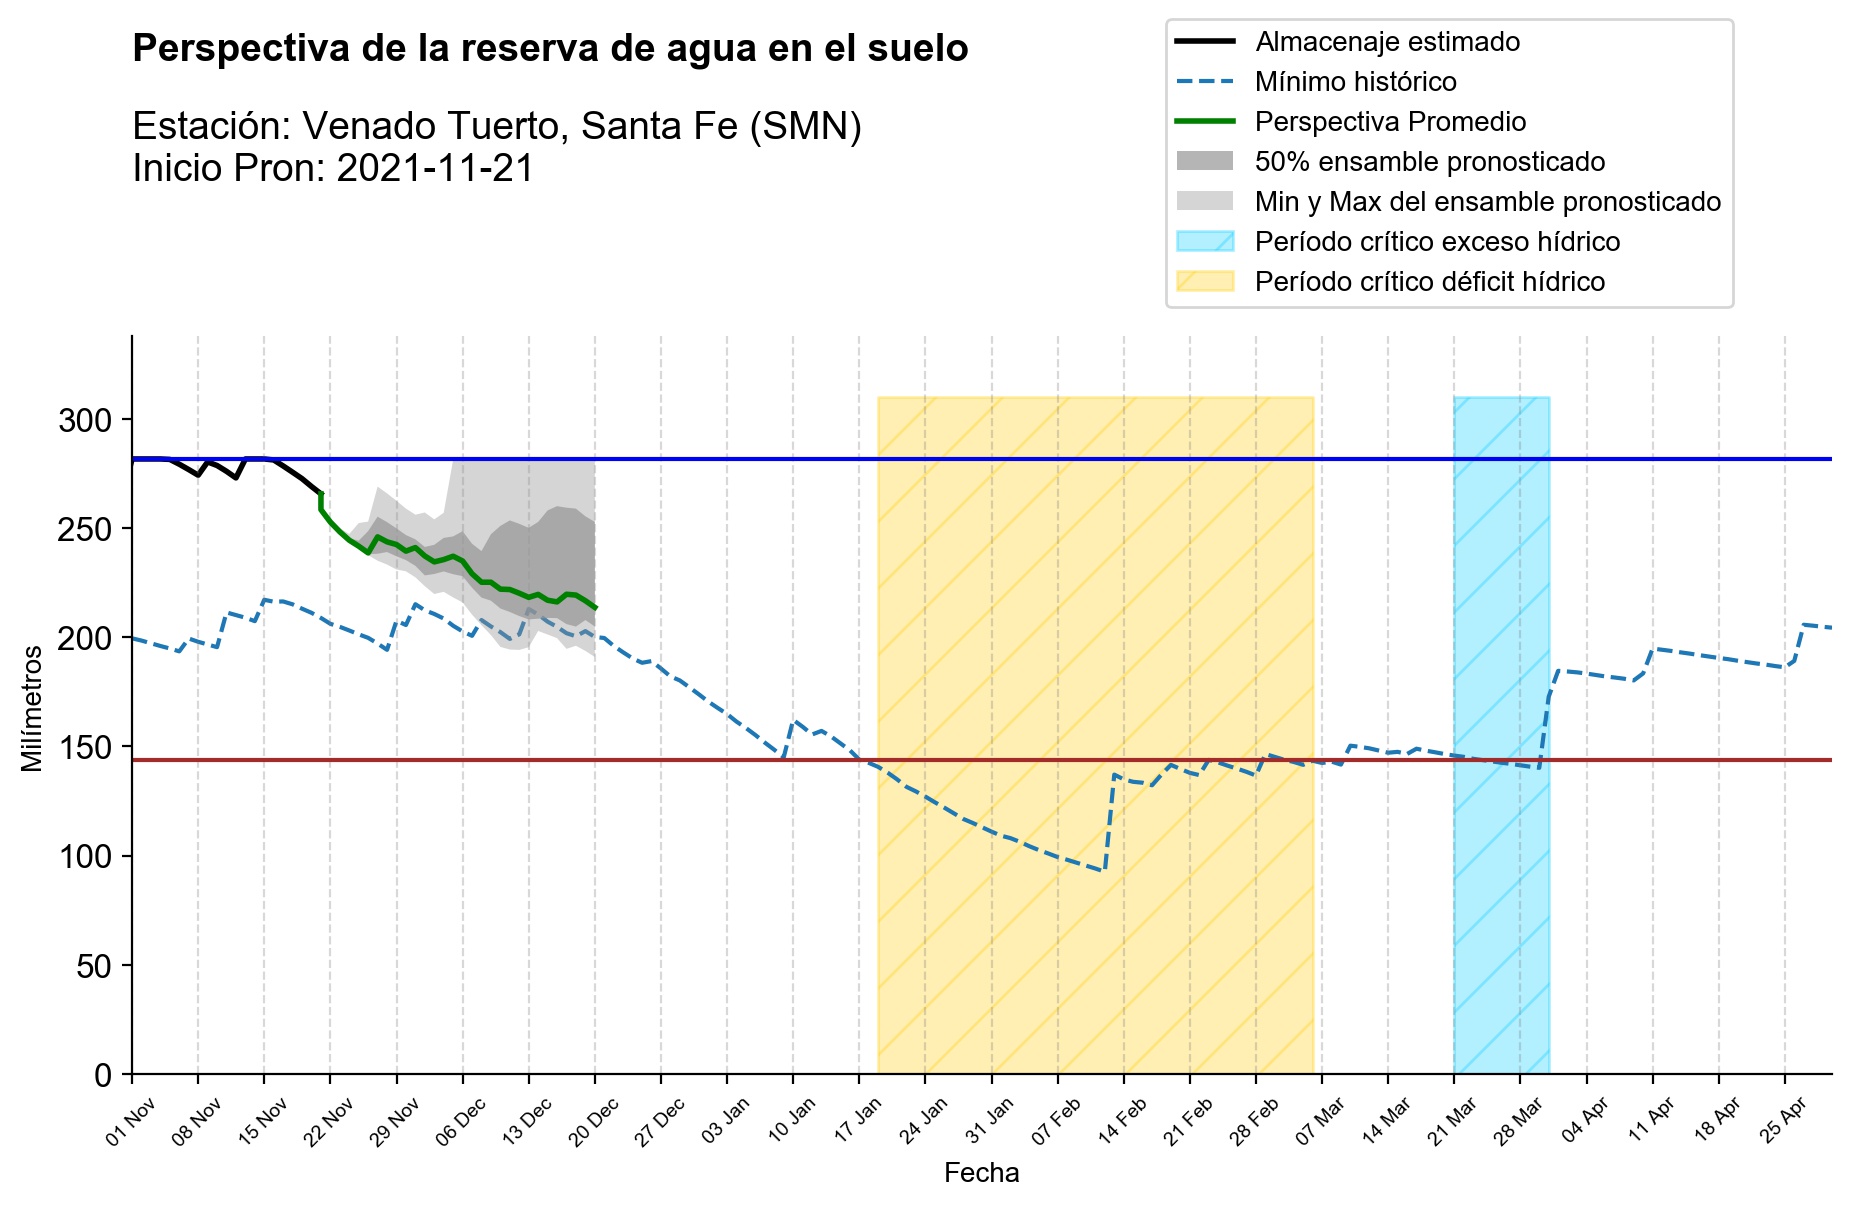 Perspectiva de la reserva de agua en el suelo
Estación: Venado Tuerto, Santa Fe (SMN)
Inicio Pron: 2021-11-21
Almacenaje estimado
Mínimo histórico
Perspectiva Promedio
50% ensamble pronosticado
Min y Max del ensamble pronosticado
Período crítico exceso hídrico
Período crítico déficit hídrico
300
250
200
150
100
50
0
Milímetros
01 Nov
08 Nov
15 Nov
22 Nov
29 Nov
06 Dec
13 Dec
20 Dec
27 Dec
03 Jan
10 Jan
17 Jan
24 Jan
31 Jan
07 Feb
14 Feb
21 Feb
28 Feb
07 Mar
14 Mar
21 Mar
28 Mar
04 Apr
11 Apr
18 Apr
25 Apr
Fecha